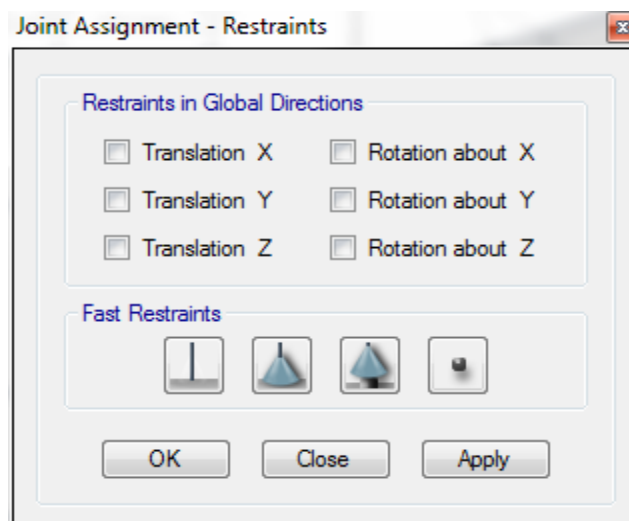 Joint Assignment - Restraints
Restraints in Global Directions
Translation X Rotation about X
Translation Y Rotation about Y
Translation Z Rotation about Z
Fast Restraints
OK Close Apply